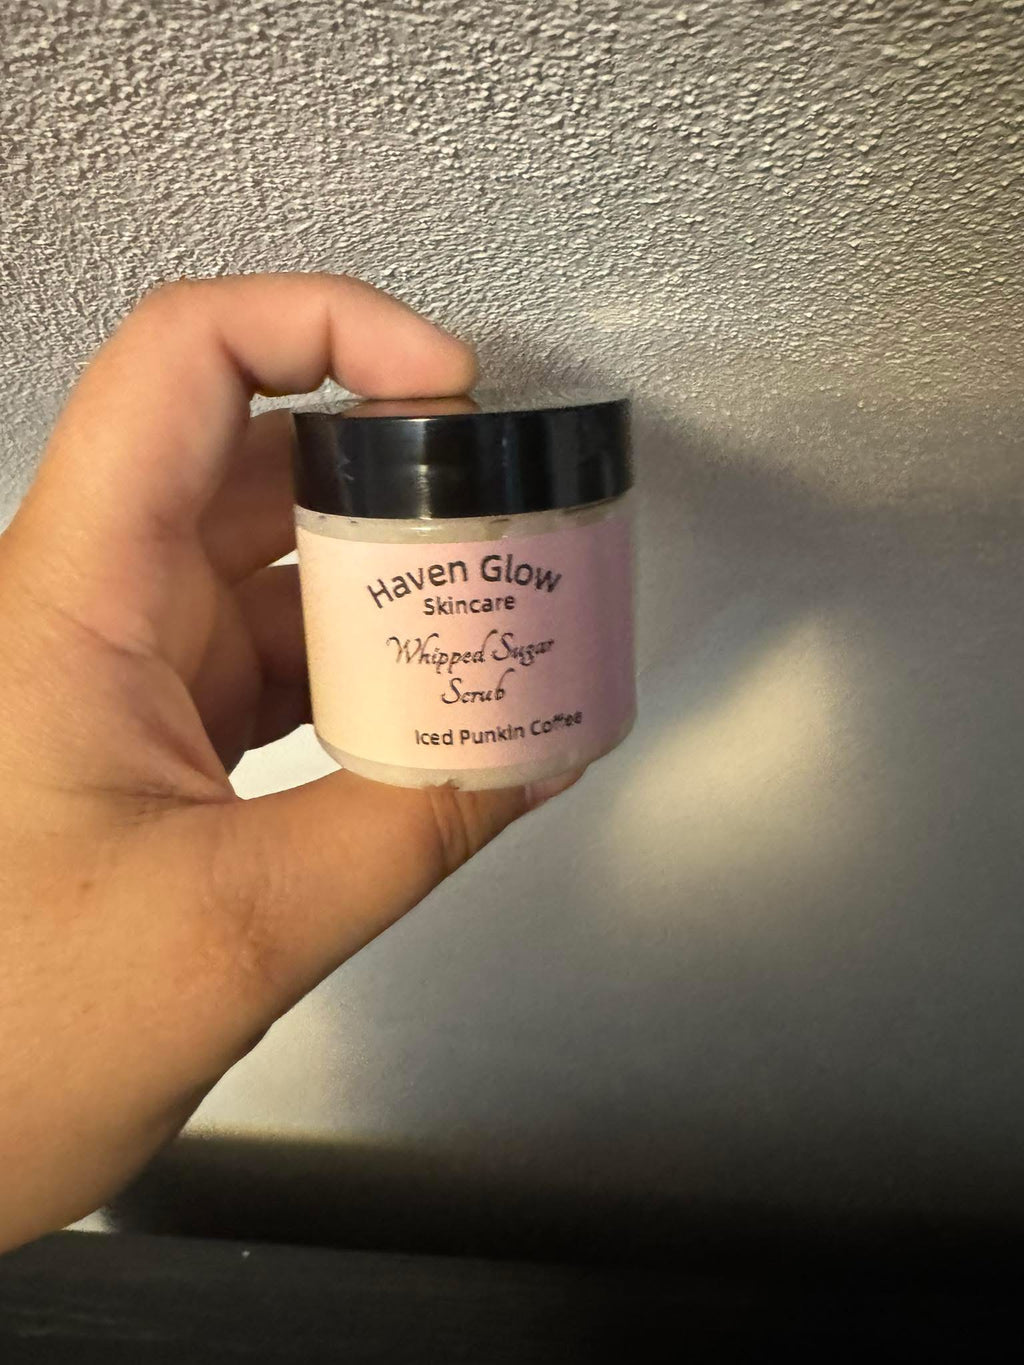 Haven Glow
Skincare
Whipped Sugar
Scrub
Iced Punkin Coffee